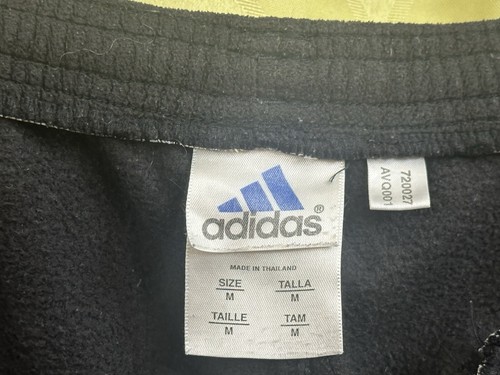 adidas®
MADE IN THAILAND
SIZE TALLA
M M
TAILLE TAM
M M
720027
AVQ001